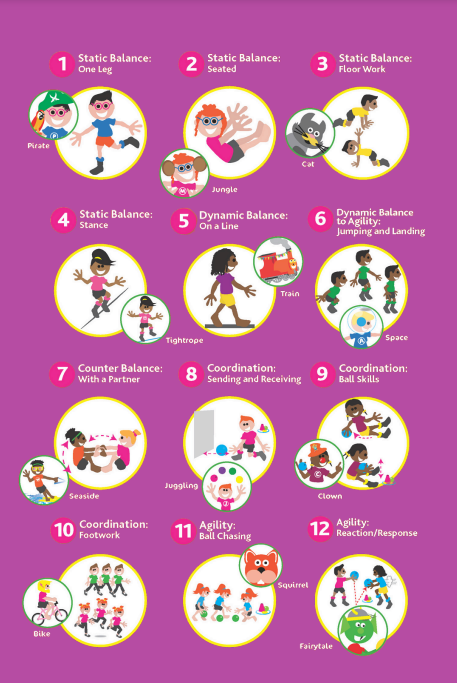 1 Static Balance:
One Leg
Pirate
2 Static Balance:
Seated
Jungle
3 Static Balance:
Floor Work
Cat
4 Static Balance:
Stance
Tightrope
5 Dynamic Balance:
On a Line
Train
6 Dynamic Balance
to Agility:
Jumping and Landing
Space
7 Counter Balance:
With a Partner
Seaside
8 Coordination:
Sending and Receiving
Juggling
9 Coordination:
Ball Skills
Clown
10 Coordination:
Footwork
Bike
11 Agility:
Ball Chasing
Squirrel
12 Agility:
Reaction/Response
Fairytale